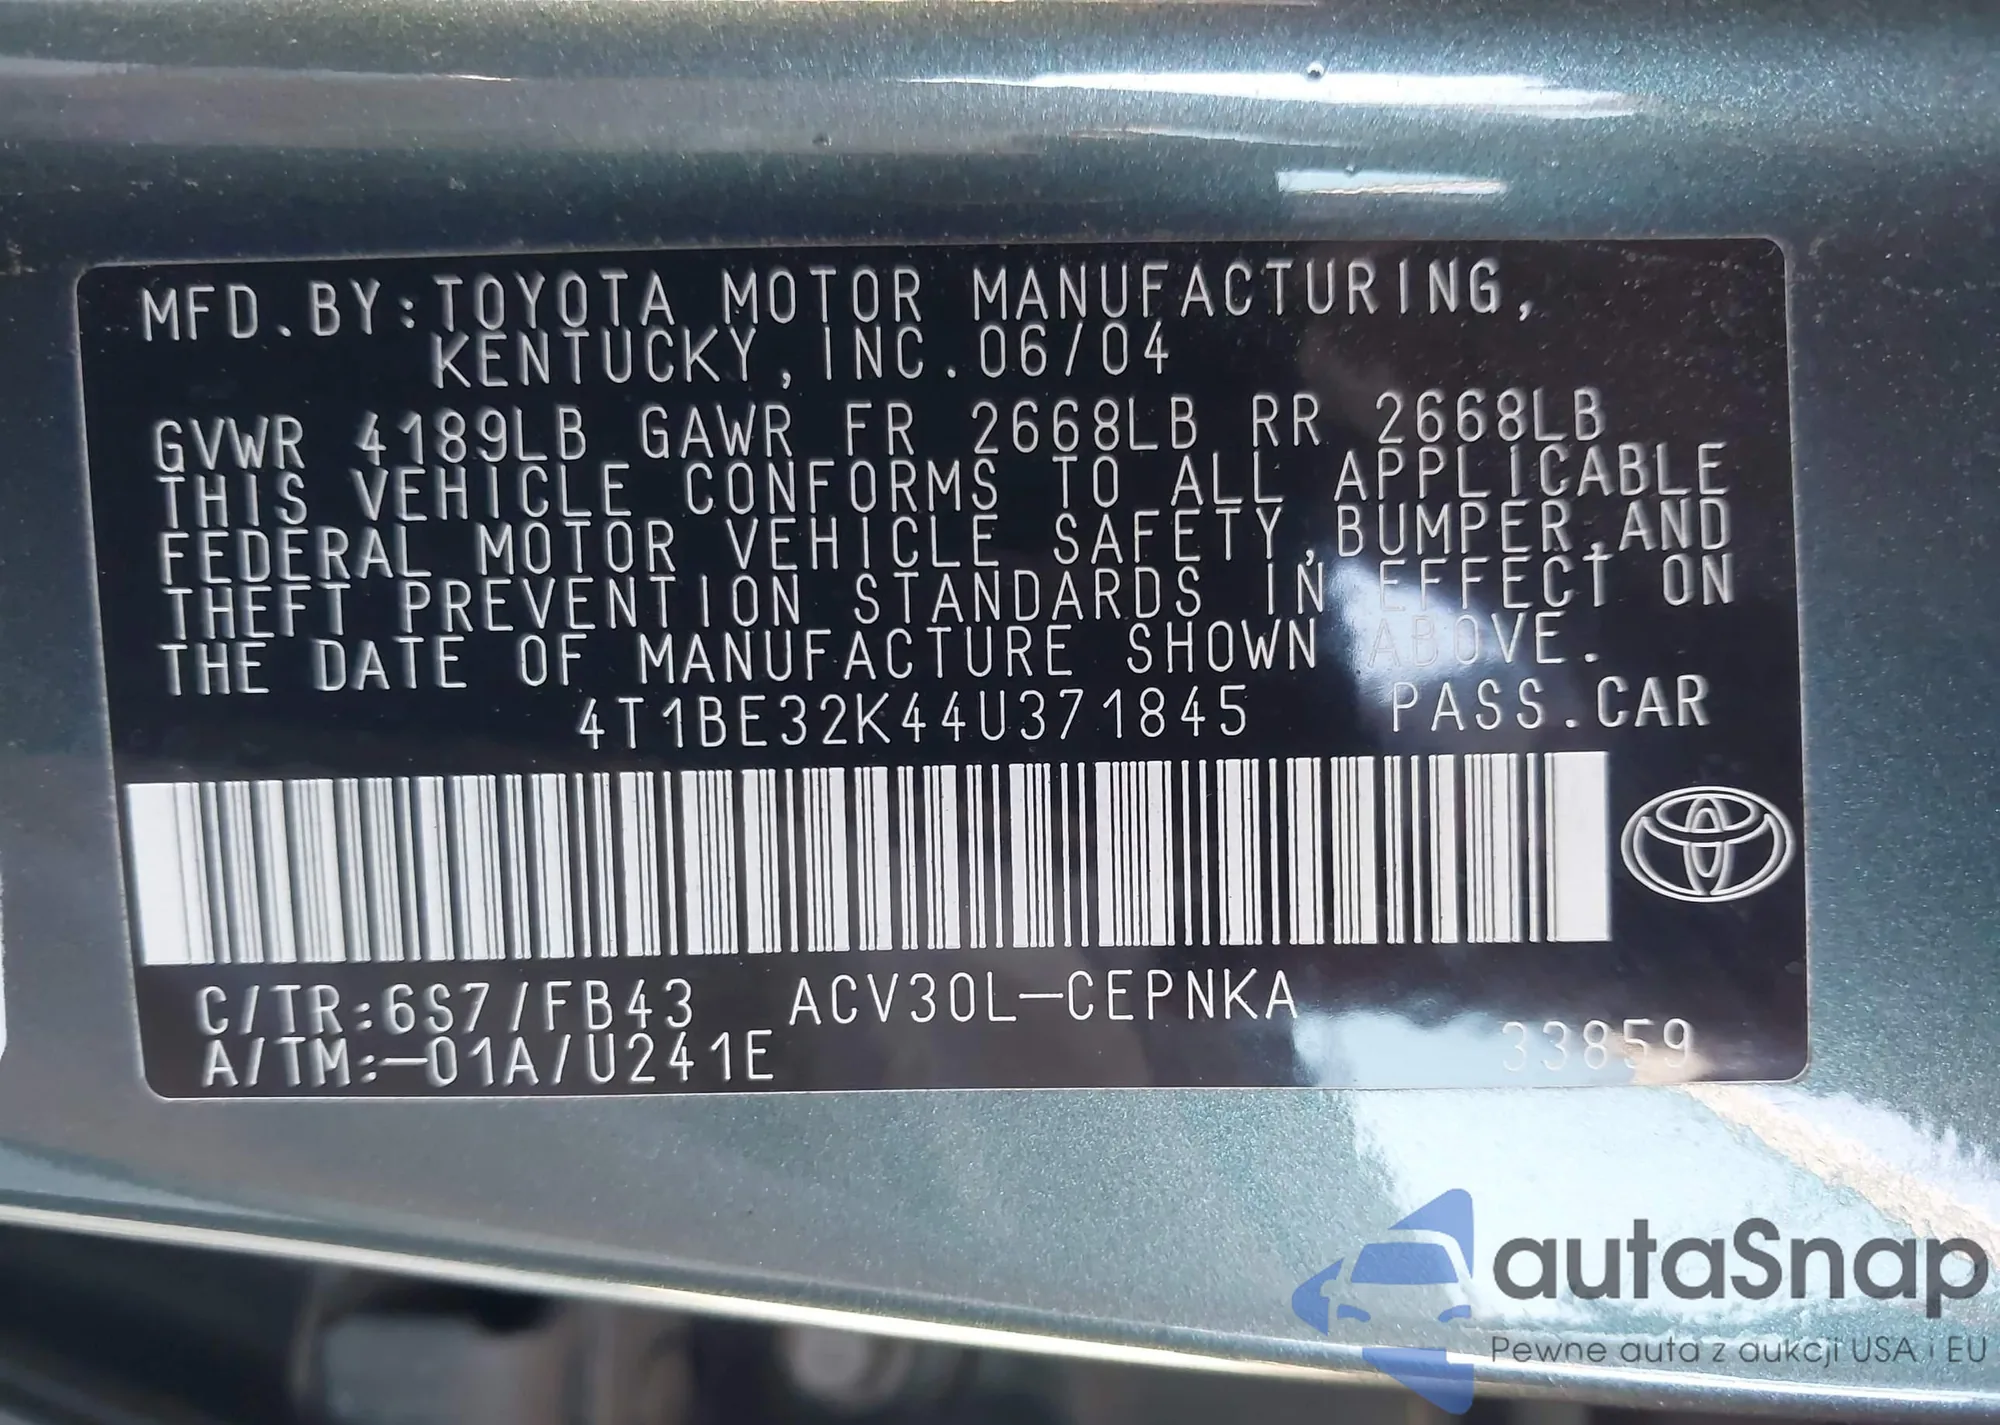 MFD.BY:TOYOTA MOTOR MANUFACTURING,
KENTUCKY,INC.06/04
GVWR 4189LB GAWR FR 2668LB RR 2668LB
THIS VEHICLE CONFORMS TO ALL APPLICABLE
FEDERAL MOTOR VEHICLE SAFETY,BUMPER,AND
THEFT PREVENTION STANDARDS IN EFFECT ON
THE DATE OF MANUFACTURE SHOWN ABOVE.
4T1BE32K44U371845 PASS.CAR
C/TR:6S7/FB43 ACV30L-CEPNKA
A/TM:-01A/U241E 33859
autaSnap
Pewne auta z aukcji USA i EU